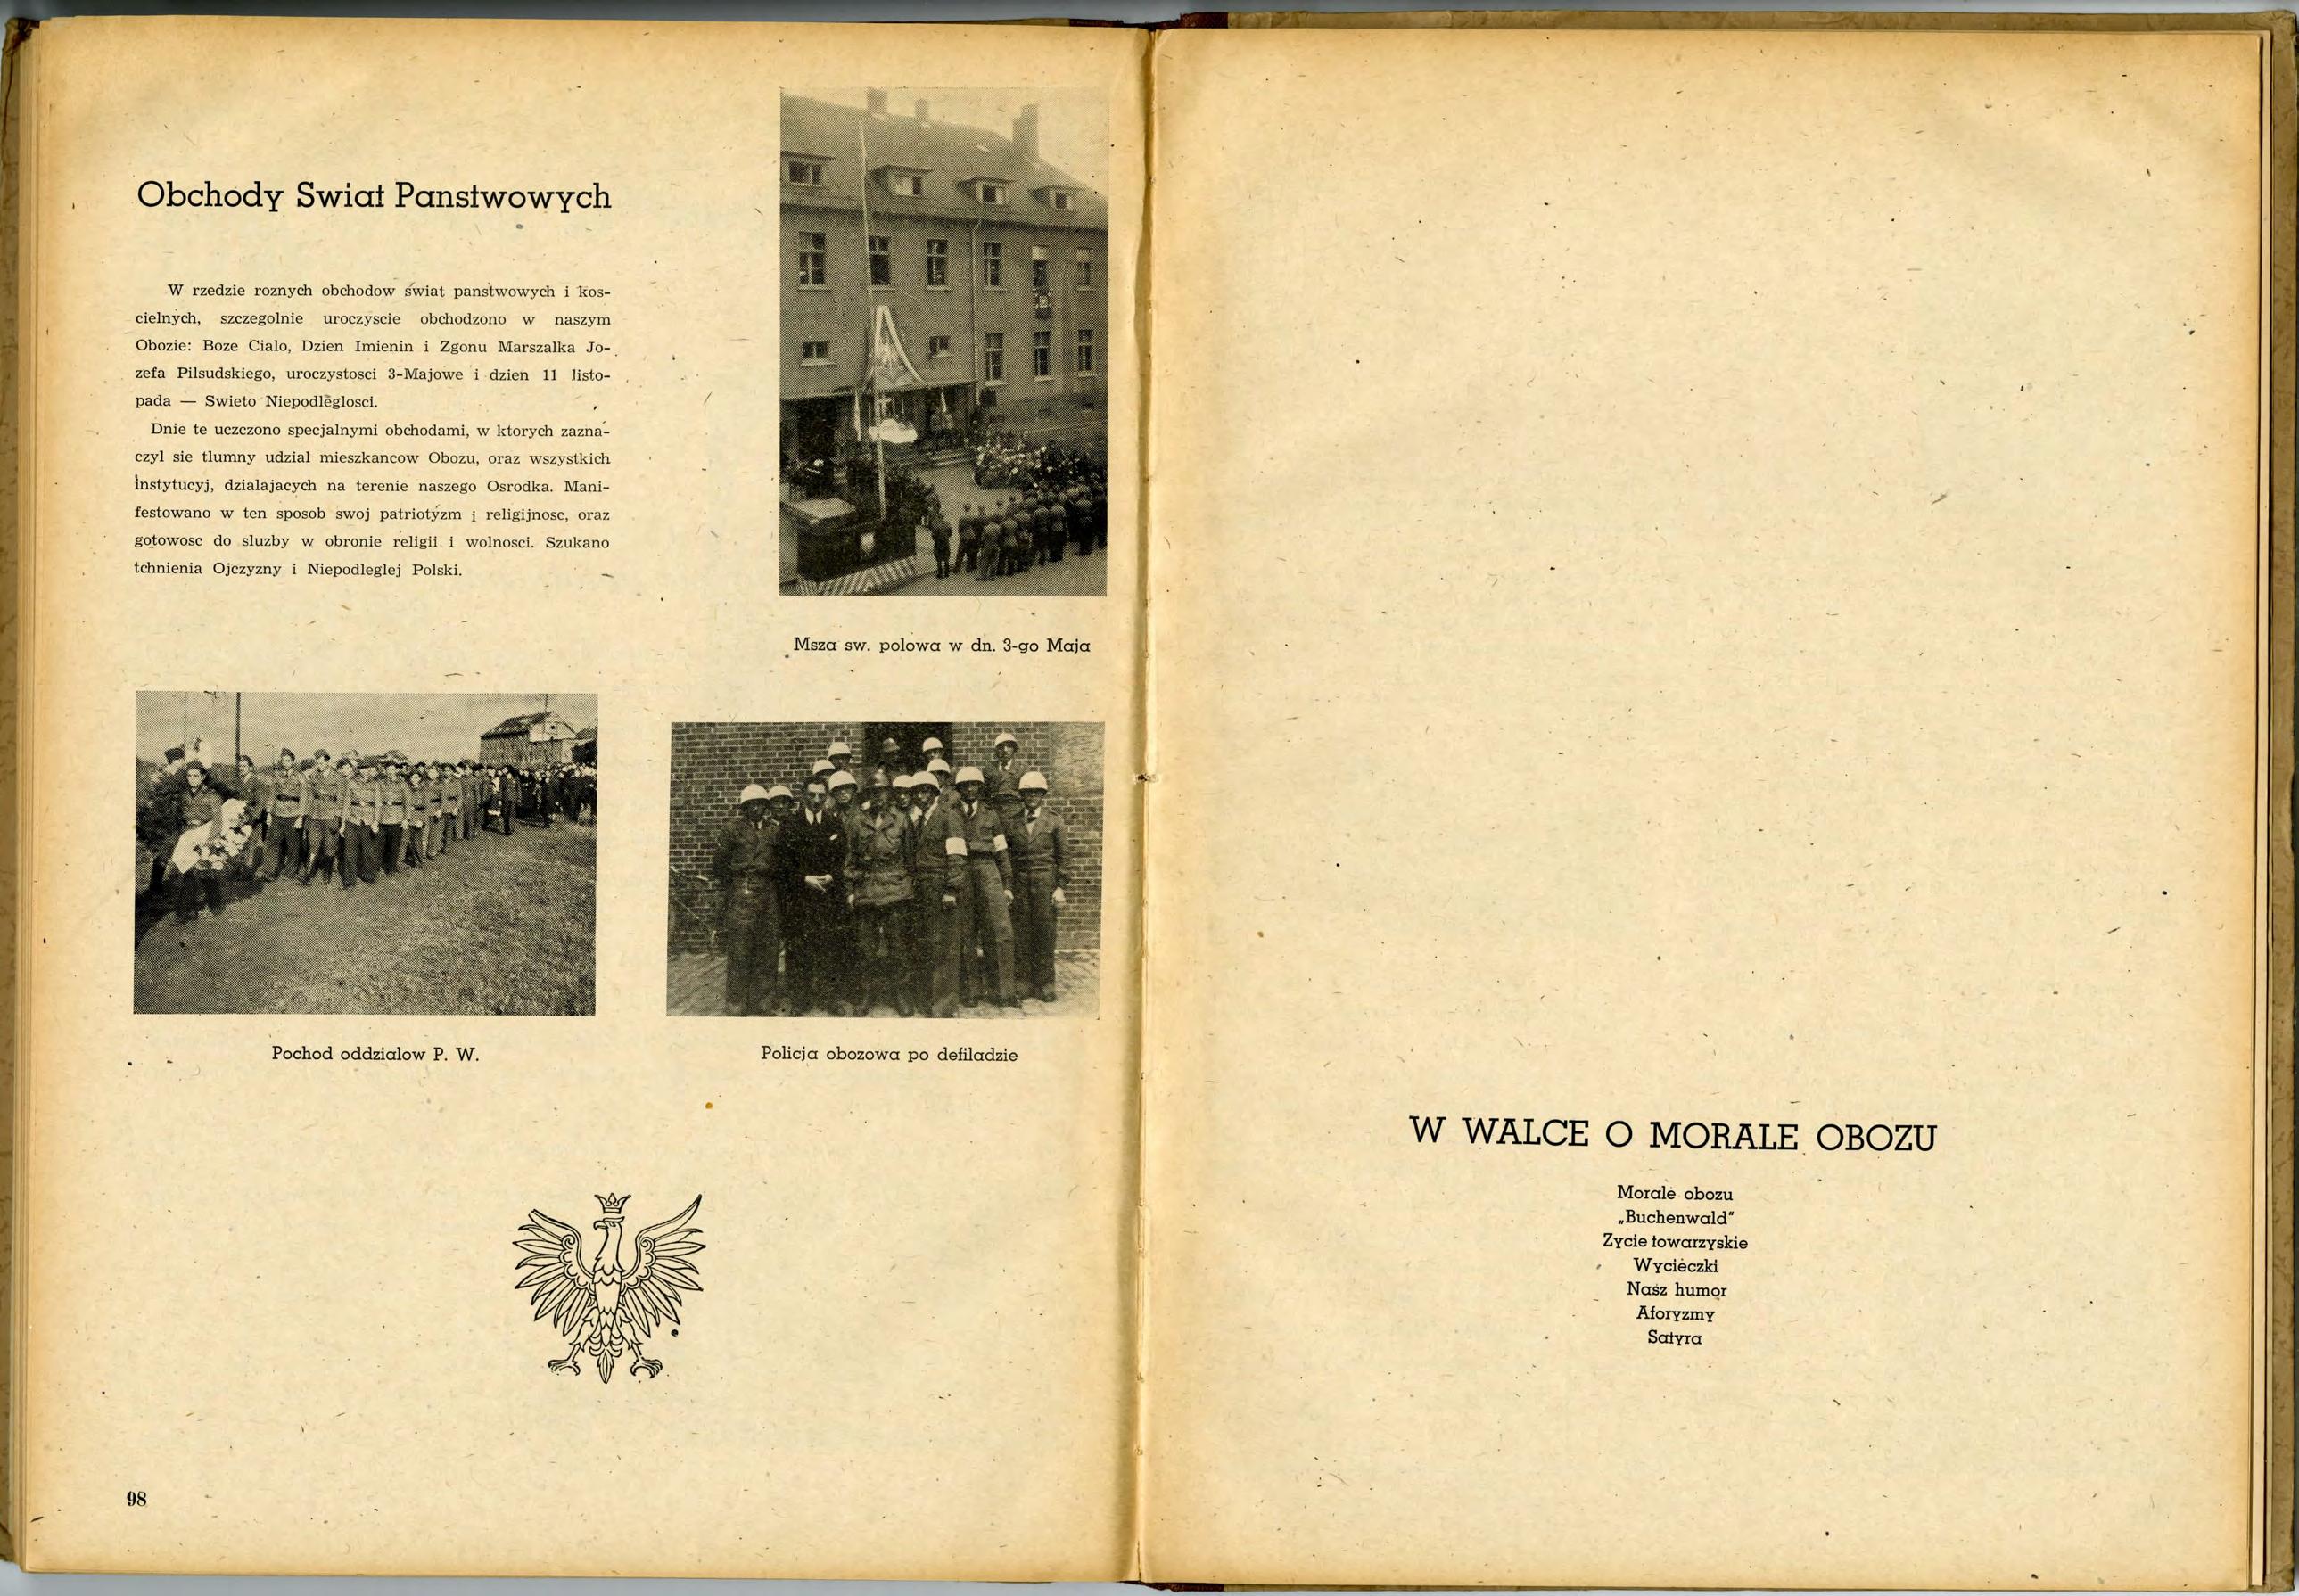 Obchody Swiat Panstwowych
W rzedzie roznych obchodow swiat panstwowych i kos-
cielnych, szczegolnie uroczyscie obchodzono w naszym
Obozie: Boze Cialo, Dzien Imienin i Zgonu Marszalka Jo-
zefa Pilsudskiego, uroczystosci 3-Majowe i dzien 11 listo-
pada — Swieto Niepodleglosci.
Dnie te uczczono specjalnymi obchodami, w ktorych zazna-
czyl sie tlumny udzial mieszkancow Obozu, oraz wszystkich
instytucyj, dzialajacych na terenie naszego Osrodka. Mani-
festowano w ten sposob swoj patriotyzm i religijnosc, oraz
gotowosc do sluzby w obronie religii i wolnosci. Szukano
tchnienia Ojczyzny i Niepodleglej Polski.
Msza sw. polowa w dn. 3-go Maja
Pochod oddzialow P. W.
Policja obozowa po defiladzie
98
W WALCE O MORALE OBOZU
Morale obozu
„Buchenwald"
Zycie towarzyskie
Wycieczki
Nasz humor
Aforyzmy
Satyra